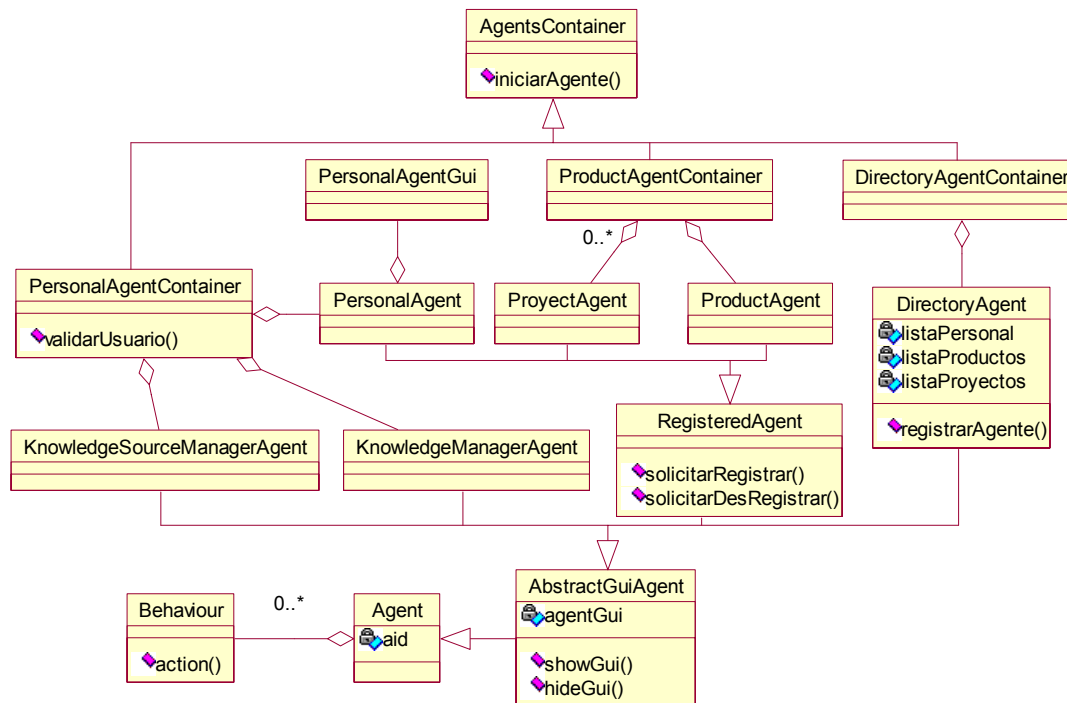 AgentsContainer
iniciarAgente()
PersonalAgentGui
ProductAgentContainer
DirectoryAgentContainer
0..*
PersonalAgentContainer
validarUsuario()
PersonalAgent
ProyectAgent
ProductAgent
DirectoryAgent
listaPersonal
listaProductos
listaProyectos
registrarAgente()
KnowledgeSourceManagerAgent
KnowledgeManagerAgent
RegisteredAgent
solicitarRegistrar()
solicitarDesRegistrar()
Behaviour
action()
0..*
Agent
aid
AbstractGuiAgent
agentGui
showGui()
hideGui()